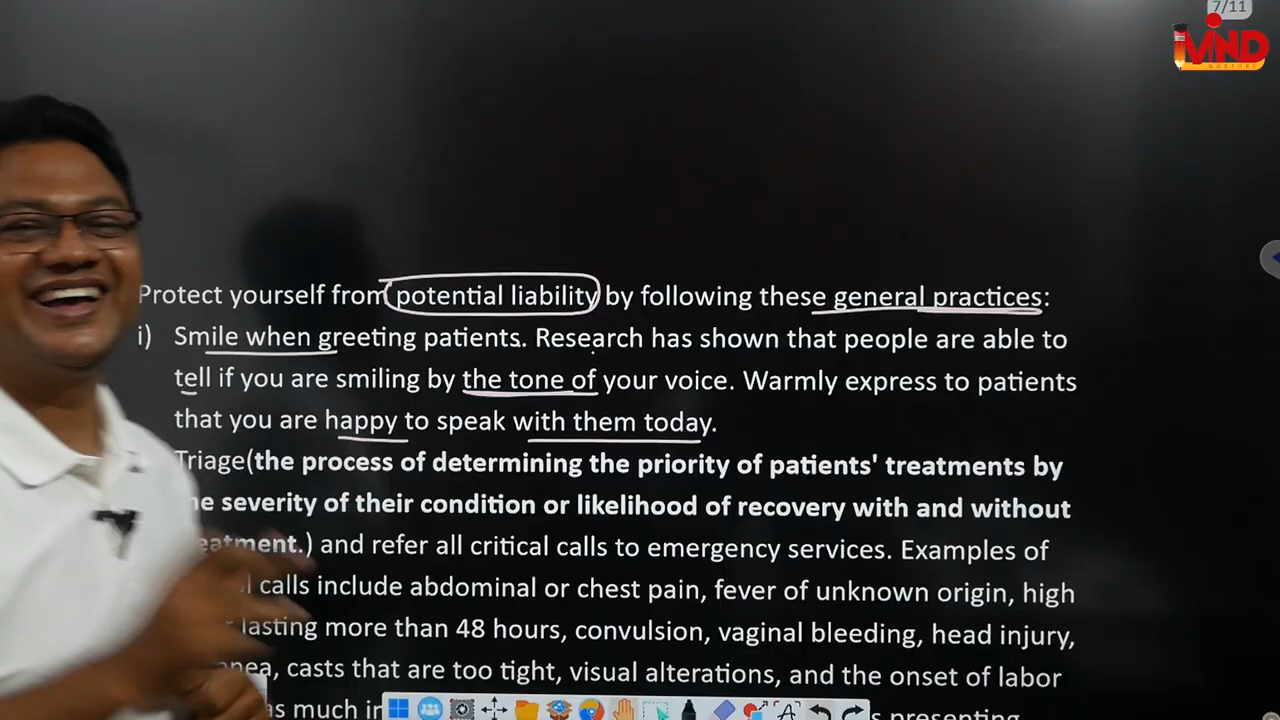 7/11
MIND
NURTURE
Protect yourself from potential liability by following these general practices:
i) Smile when greeting patients. Research has shown that people are able to
tell if you are smiling by the tone of your voice. Warmly express to patients
that you are happy to speak with them today.
Triage(the process of determining the priority of patients' treatments by
severity of their condition or likelihood of recovery with and without
and refer all critical calls to emergency services. Examples of
calls include abdominal or chest pain, fever of unknown origin, high
lasting more than 48 hours, convulsion, vaginal bleeding, head injury,
casts that are too tight, visual alterations, and the onset of labor
as much presenting